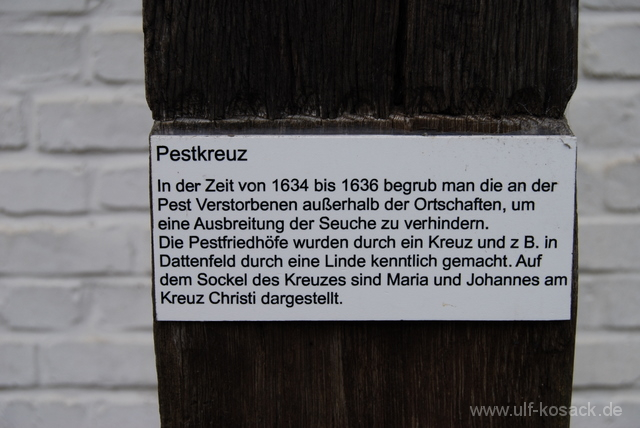 Pestkreuz
In der Zeit von 1634 bis 1636 begrub man die an der
Pest Verstorbenen außerhalb der Ortschaften, um
eine Ausbreitung der Seuche zu verhindern.
Die Pestfriedhöfe wurden durch ein Kreuz und z B. in
Dattenfeld durch eine Linde kenntlich gemacht. Auf
dem Sockel des Kreuzes sind Maria und Johannes am
Kreuz Christi dargestellt.
www.ulf-kosack.de